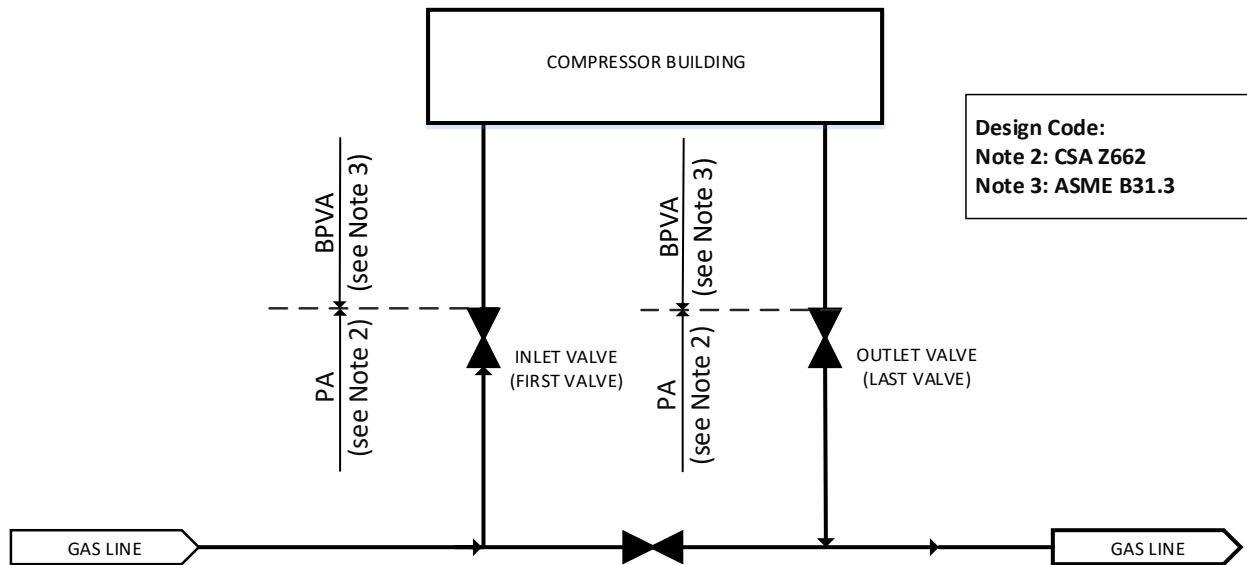 COMPRESSOR BUILDING
Design Code:
Note 2: CSA Z662
Note 3: ASME B31.3
BPVA
(see Note 3)
PA
(see Note 2)
INLET VALVE
(FIRST VALVE)
BPVA
(see Note 3)
PA
(see Note 2)
OUTLET VALVE
(LAST VALVE)
GAS LINE
GAS LINE